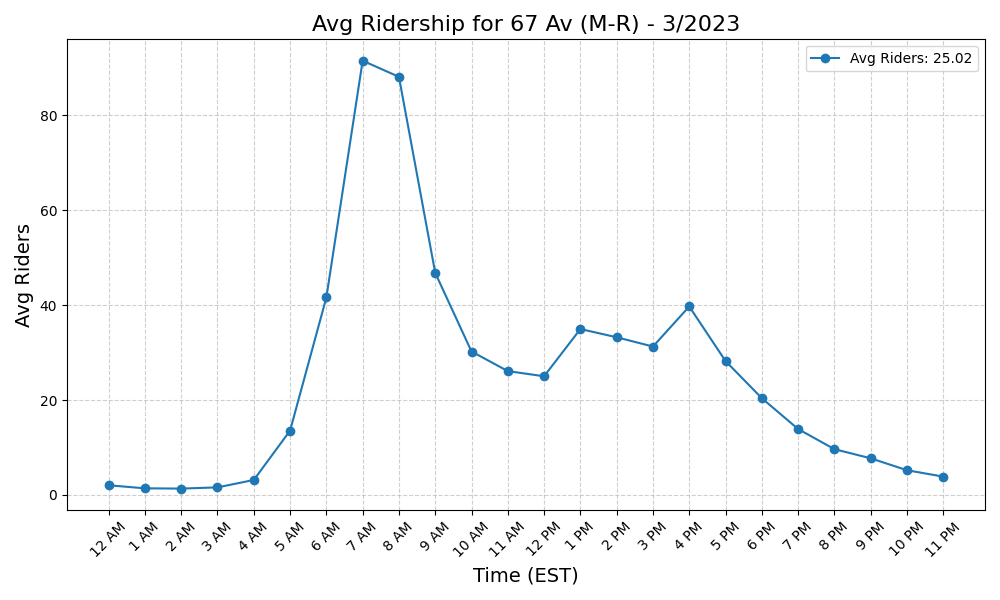 Avg Ridership for 67 Av (M-R) - 3/2023
Avg Riders: 25.02
Avg Riders
80
60
40
20
0
12 AM
1 AM
2 AM
3 AM
4 AM
5 AM
6 AM
7 AM
8 AM
9 AM
10 AM
11 AM
12 PM
1 PM
2 PM
3 PM
4 PM
5 PM
6 PM
7 PM
8 PM
9 PM
10 PM
11 PM
Time (EST)